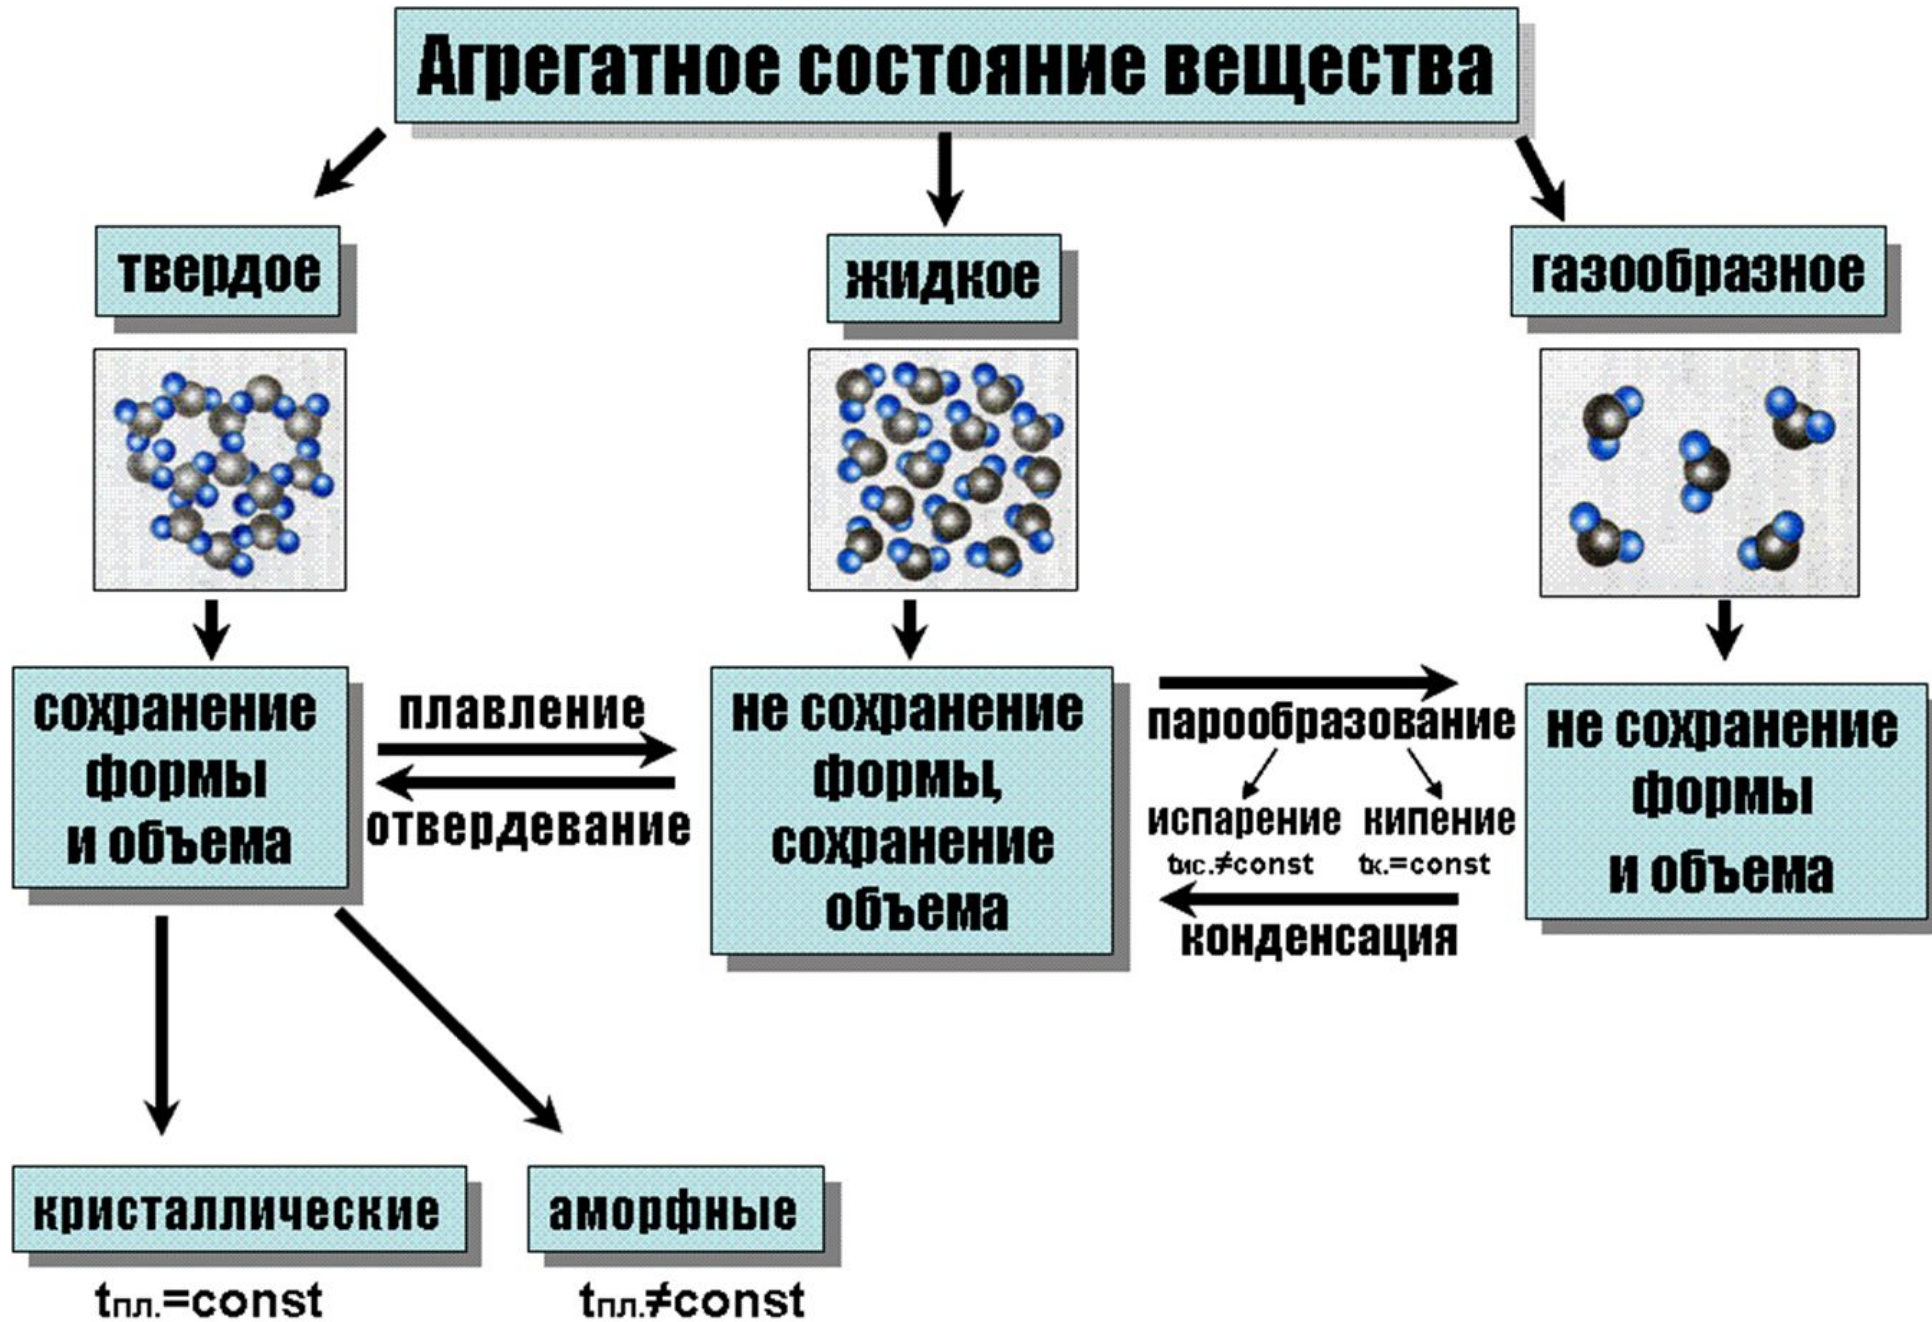 Агрегатное состояние вещества
твердое
жидкое
газообразное
сохранение
формы
и объема
плавление
отвердевание
не сохранение
формы,
сохранение
объема
парообразование
испарение
кипение
tис.≠const
tк.=const
конденсация
не сохранение
формы
и объема
кристаллические
аморфные
tпл.=const
tпл.≠const